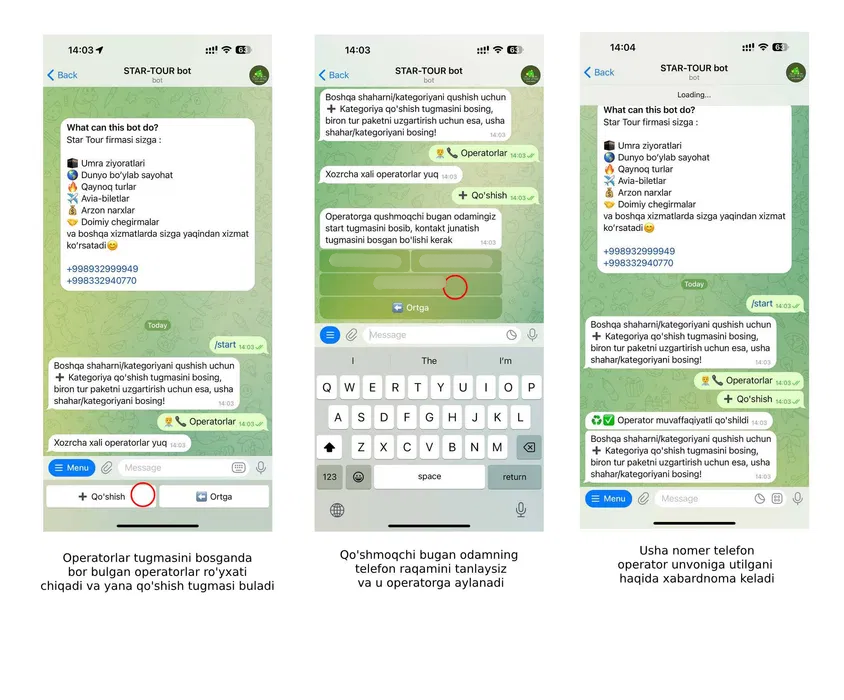 14:03
63
Back
STAR-TOUR bot
bot
What can this bot do?
Star Tour firmasi sizga :
🕋 Umra ziyoratlari
🌏 Dunyo bo'ylab sayohat
🔥 Qaynoq turlar
✈️ Avia-biletlar
💰 Arzon narxlar
🤝 Doimiy chegirmalar
va boshqa xizmatlarda sizga yaqindan xizmat
ko'rsatadi😊
+998932999949
+998332940770
Today
/start 14:03
Boshqa shaharni/kategoriyani qushish uchun
➕ Kategoriya qo'shish tugmasini bosing,
biron tur paketni uzgartirish uchun esa, usha
shahar/kategoriyani bosing! 14:03
👨‍💼📞 Operatorlar 14:03
Xozrcha xali operatorlar yuq 14:03
Menu
Message
➕ Qo'shish
⬅️ Ortga
Operatorlar tugmasini bosganda
bor bulgan operatorlar ro'yxati
chiqadi va yana qo'shish tugmasi buladi
14:03
63
Back
STAR-TOUR bot
bot
Boshqa shaharni/kategoriyani qushish uchun
➕ Kategoriya qo'shish tugmasini bosing,
biron tur paketni uzgartirish uchun esa, usha
shahar/kategoriyani bosing! 14:03
👨‍💼📞 Operatorlar 14:03
Xozrcha xali operatorlar yuq 14:03
➕ Qo'shish 14:03
Operatorga qushmoqchi bugan odamingiz
start tugmasini bosib, kontakt junatish
tugmasini bosgan bo'lishi kerak 14:03
⬅️ Ortga
Message
I The I'm
Q W E R T Y U I O P
A S D F G H J K L
Z X C V B N M
123 space return
Qo'shmoqchi bugan odamning
telefon raqamini tanlaysiz
va u operatorga aylanadi
14:04
63
Back
STAR-TOUR bot
bot
Loading...
What can this bot do?
Star Tour firmasi sizga :
🕋 Umra ziyoratlari
🌏 Dunyo bo'ylab sayohat
🔥 Qaynoq turlar
✈️ Avia-biletlar
💰 Arzon narxlar
🤝 Doimiy chegirmalar
va boshqa xizmatlarda sizga yaqindan xizmat
ko'rsatadi😊
+998932999949
+998332940770
Today
/start 14:03
Boshqa shaharni/kategoriyani qushish uchun
➕ Kategoriya qo'shish tugmasini bosing,
biron tur paketni uzgartirish uchun esa, usha
shahar/kategoriyani bosing! 14:03
👨‍💼📞 Operatorlar 14:03
➕ Qo'shish 14:03
♻️✅ Operator muvaffaqiyatli qo'shildi 14:03
Boshqa shaharni/kategoriyani qushish uchun
➕ Kategoriya qo'shish tugmasini bosing,
biron tur paketni uzgartirish uchun esa, usha
shahar/kategoriyani bosing! 14:03
Menu
Message
Usha nomer telefon
operator unvoniga utilgani
haqida xabardnoma keladi